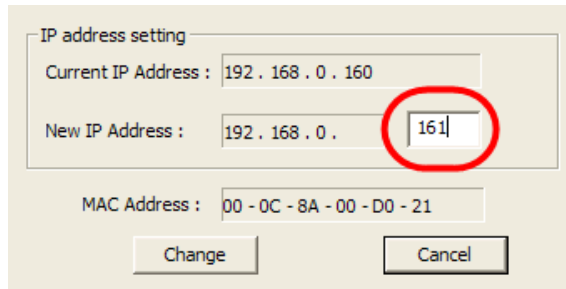 IP address setting
Current IP Address : 192 . 168 . 0 . 160
New IP Address : 192 . 168 . 0 . 161
MAC Address : 00 - 0C - 8A - 00 - D0 - 21
Change Cancel